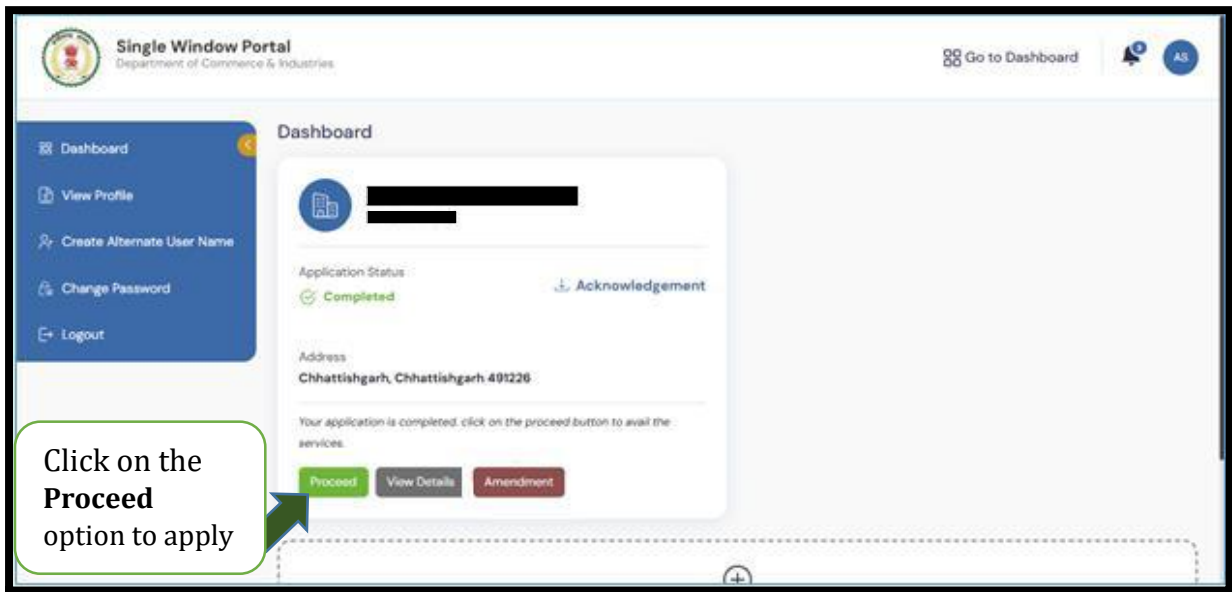 Single Window Portal
Department of Commerce & Industries
Go to Dashboard
AS
Dashboard
View Profile
Create Alternate User Name
Change Password
Logout
Dashboard
Application Status
Completed
Acknowledgement
Address
Chhattishgarh, Chhattishgarh 491226
Your application is completed. click on the proceed button to avail the
services.
Proceed
View Details
Amendment
Click on the
Proceed
option to apply